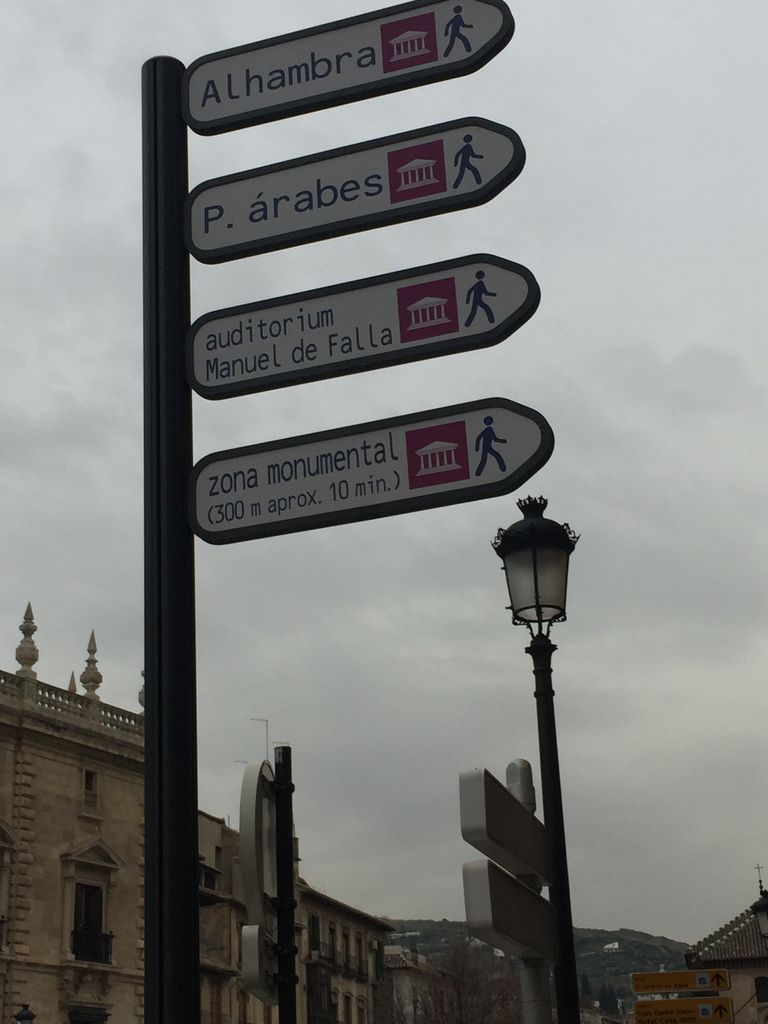 Alhambra
P. árabes
auditorium
Manuel de Falla
zona monumental
(300 m aprox. 10 min.)